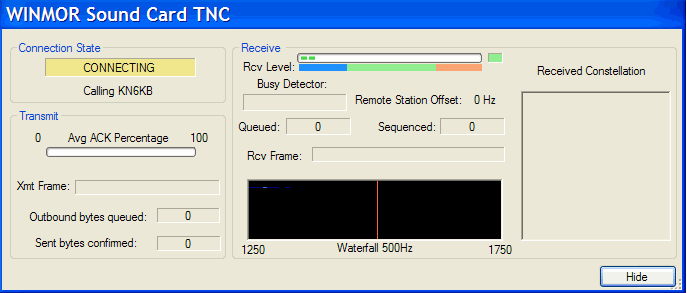 WINMOR Sound Card TNC
Connection State
CONNECTING
Calling KN6KB
Transmit
0 Avg ACK Percentage 100
Xmt Frame:
Outbound bytes queued: 0
Sent bytes confirmed: 0
Receive
Rcv Level:
Busy Detector:
Remote Station Offset: 0 Hz
Queued: 0 Sequenced: 0
Rcv Frame:
1250 Waterfall 500Hz 1750
Received Constellation
Hide